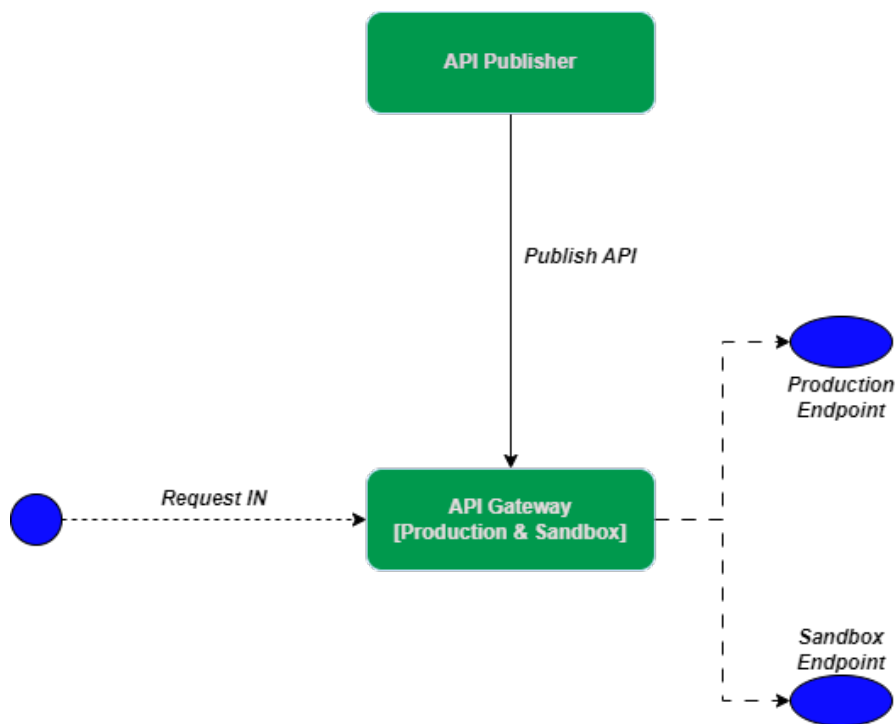 API Publisher
Publish API
Production
Endpoint
Request IN
API Gateway
[Production & Sandbox]
Sandbox
Endpoint